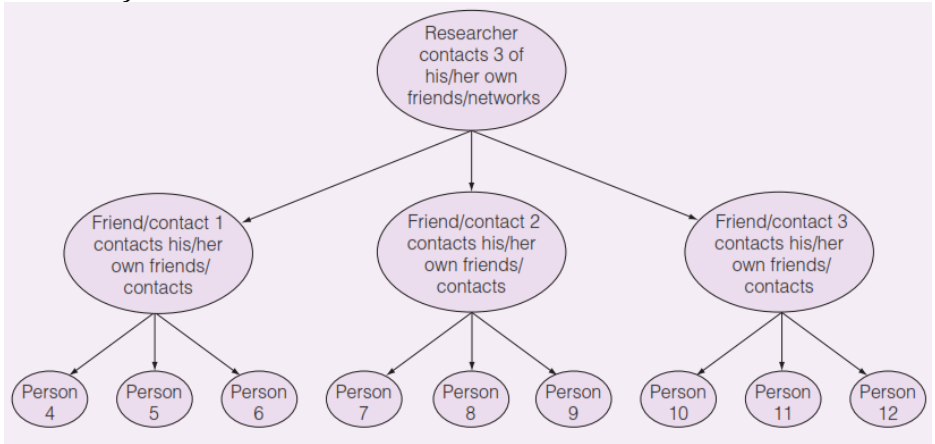 Researcher
contacts 3 of
his/her own
friends/networks
Friend/contact 1
contacts his/her
own friends/
contacts
Friend/contact 2
contacts his/her
own friends/
contacts
Friend/contact 3
contacts his/her
own friends/
contacts
Person
4
Person
5
Person
6
Person
7
Person
8
Person
9
Person
10
Person
11
Person
12